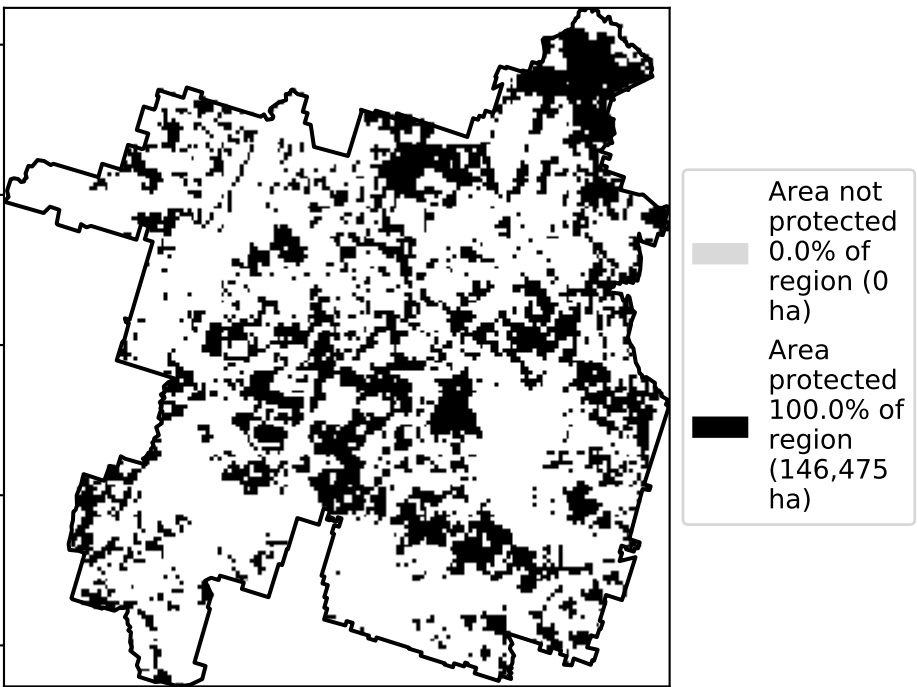 Area not
protected
0.0% of
region (0
ha)
Area
protected
100.0% of
region
(146,475
ha)